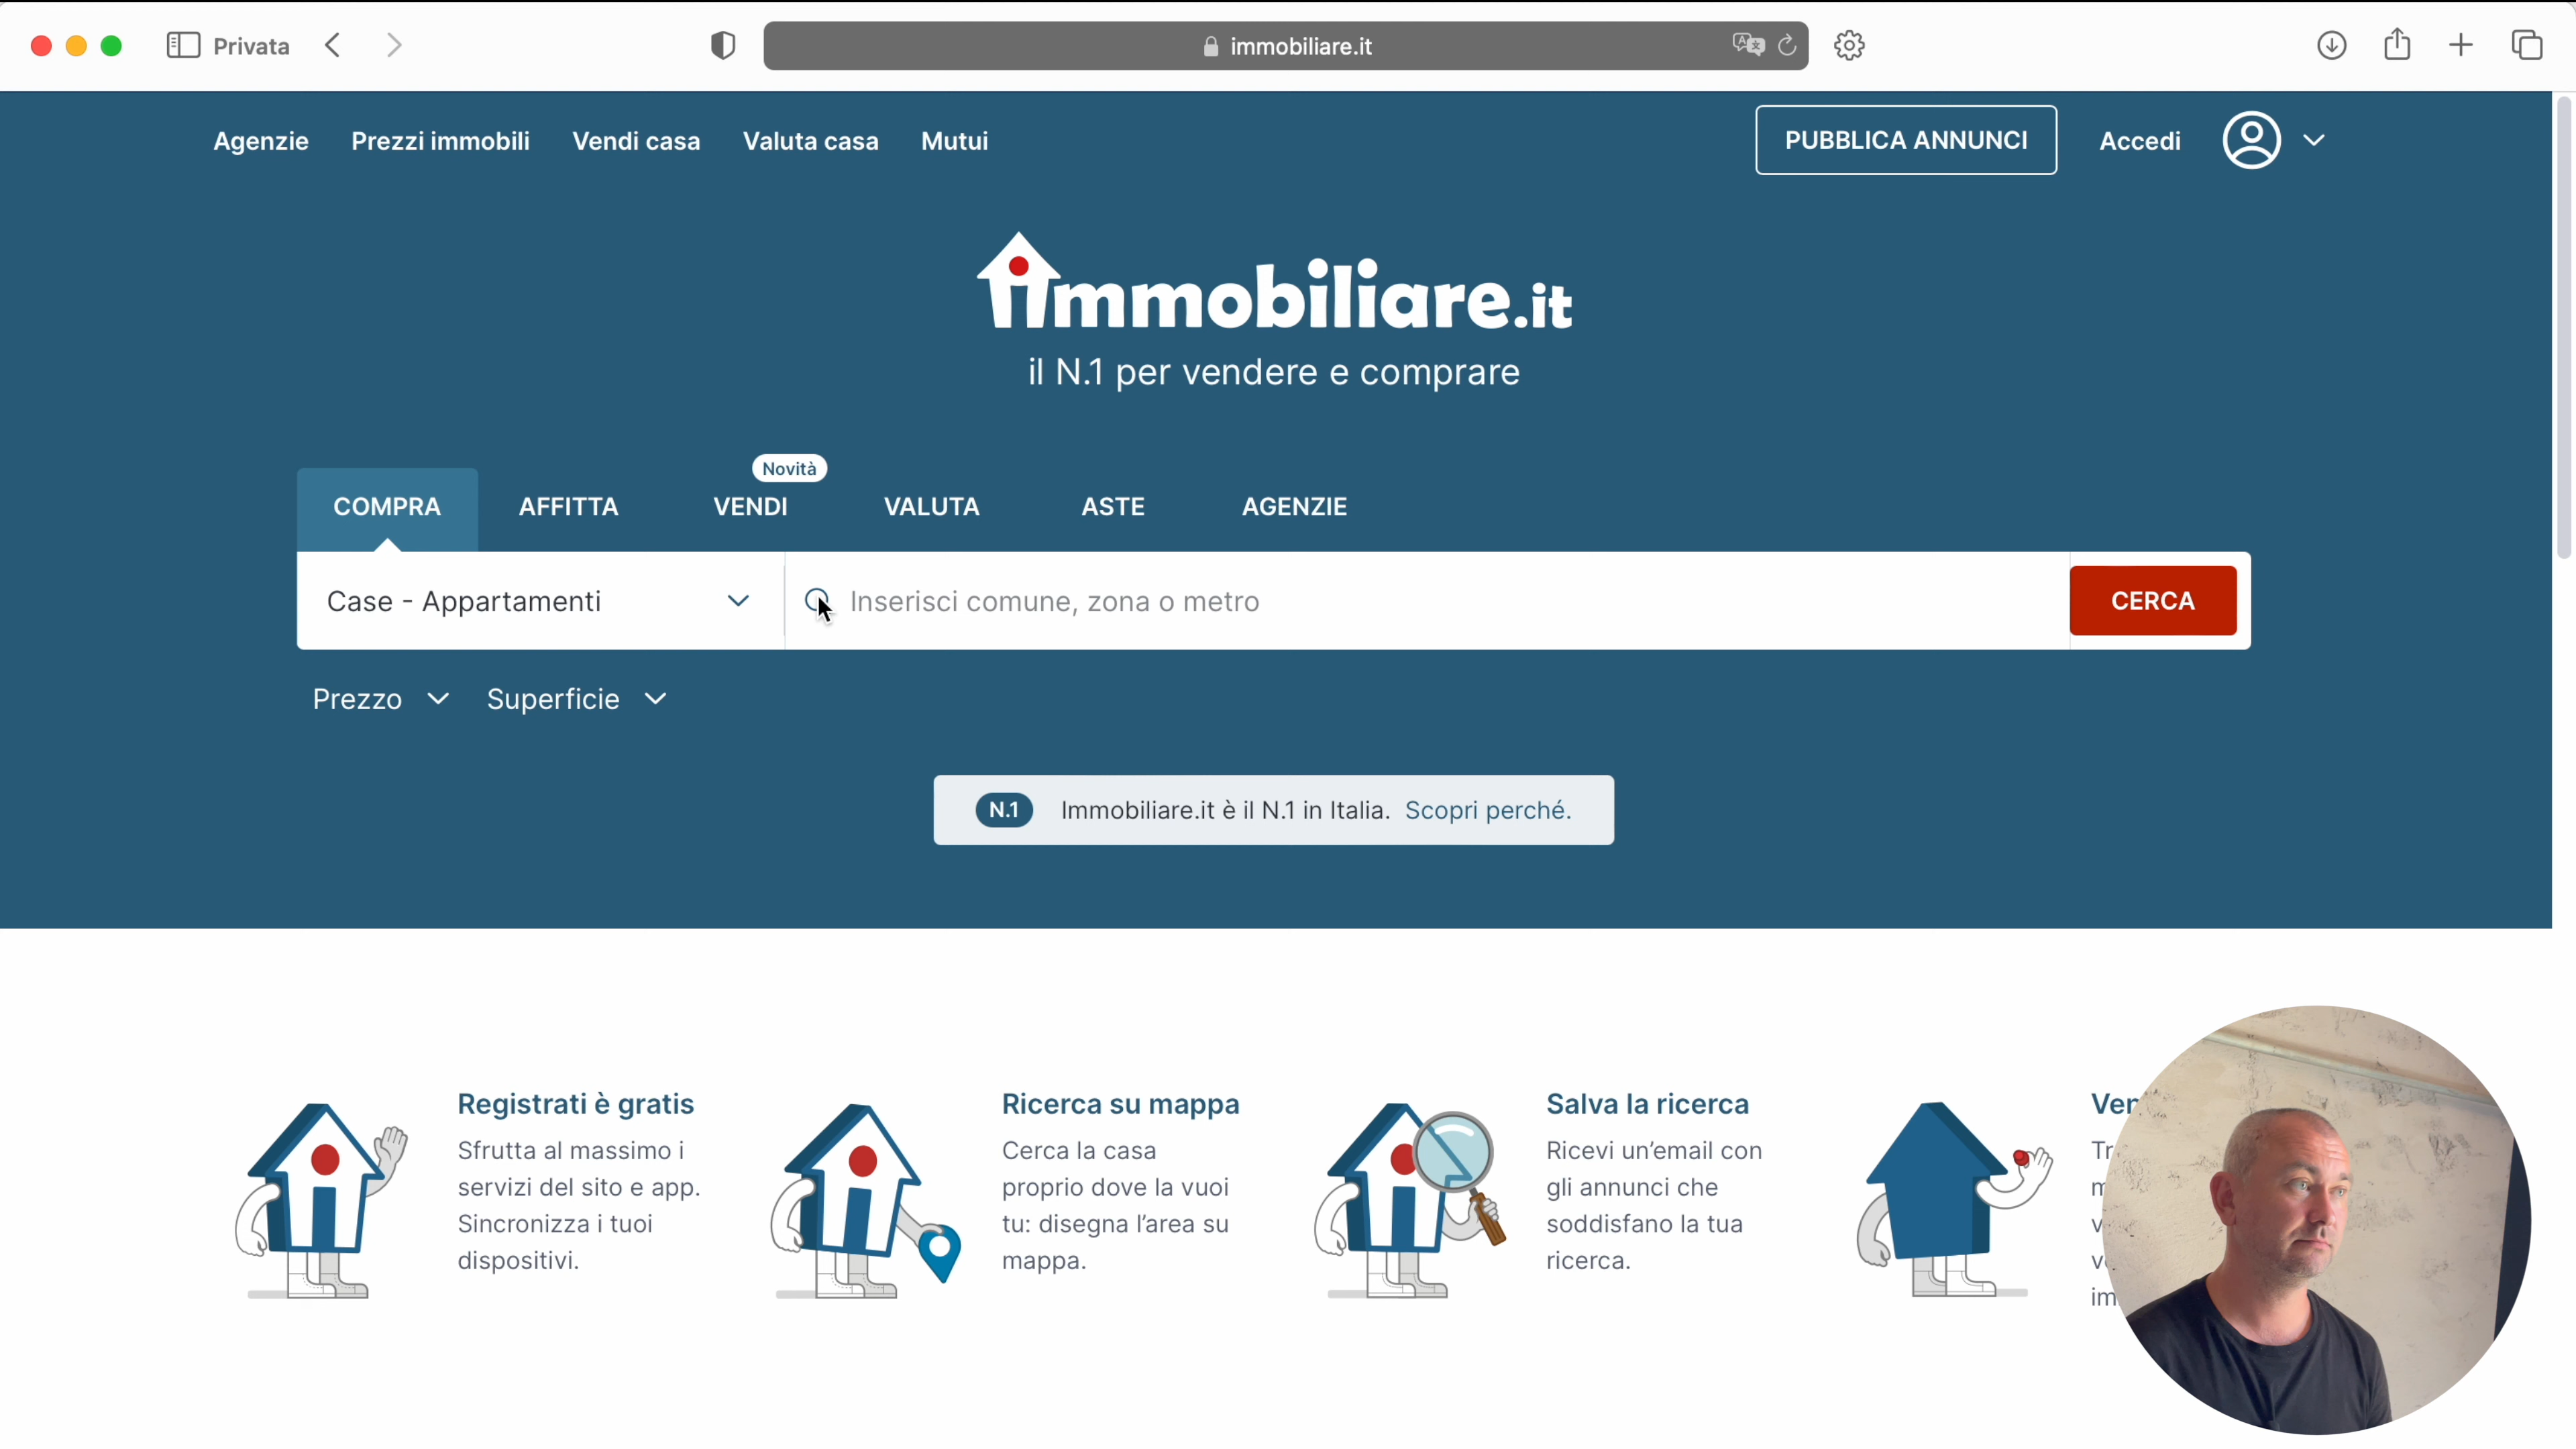 Privata
immobiliare.it
Agenzie Prezzi immobili Vendi casa Valuta casa Mutui PUBBLICA ANNUNCI Accedi
immobiliare.it
il N.1 per vendere e comprare
Novità
COMPRA AFFITTA VENDI VALUTA ASTE AGENZIE
Case - Appartamenti Inserisci comune, zona o metro CERCA
Prezzo Superficie
N.1 Immobiliare.it è il N.1 in Italia. Scopri perché.
Registrati è gratis
Sfrutta al massimo i
servizi del sito e app.
Sincronizza i tuoi
dispositivi.
Ricerca su mappa
Cerca la casa
proprio dove la vuoi
tu: disegna l’area su
mappa.
Salva la ricerca
Ricevi un’email con
gli annunci che
soddisfano la tua
ricerca.